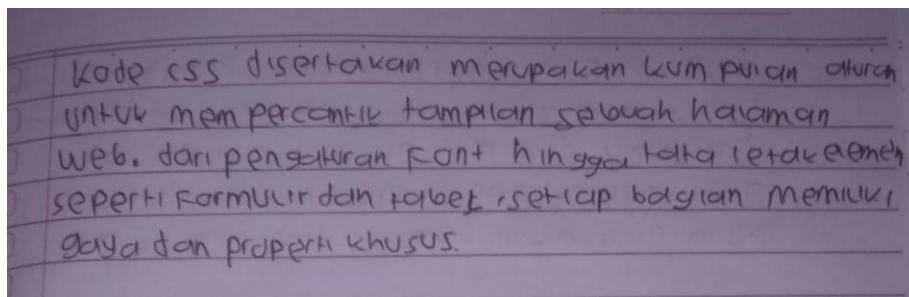 Kode CSS disertakan merupakan kumpulan aturan
untuk mempercantik tampilan sebuah halaman
web. dari pengaturan Font hingga tata letak elemen
seperti Formulir dan tabel, setiap bagian memiliki
gaya dan properti khusus.